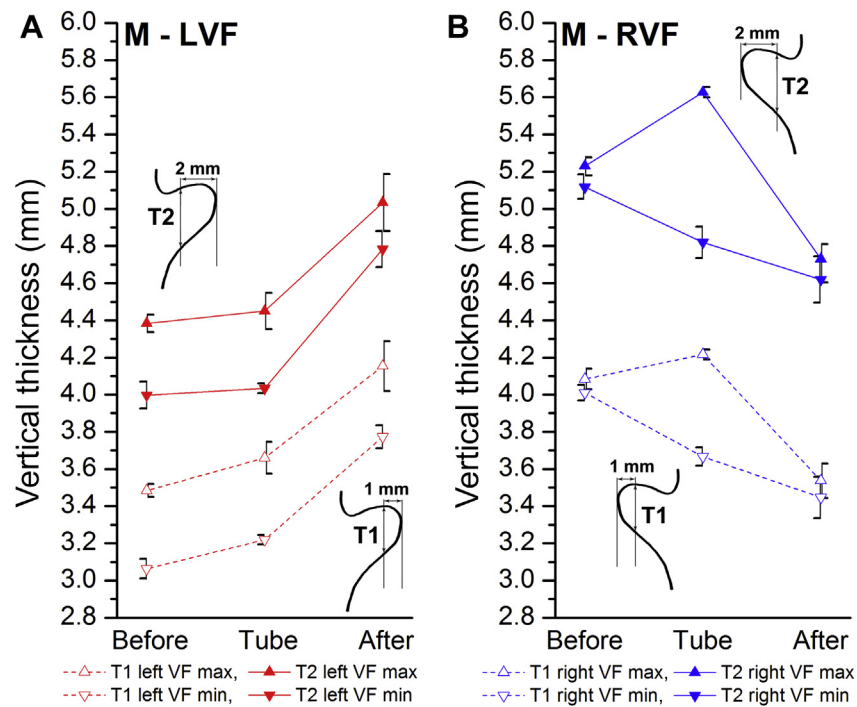 A
M - LVF
Vertical thickness (mm)
6.0
5.8
5.6
5.4
5.2
5.0
4.8
4.6
4.4
4.2
4.0
3.8
3.6
3.4
3.2
3.0
2.8
2 mm
T2
1 mm
T1
Before Tube After
T1 left VF max, T2 left VF max
T1 left VF min, T2 left VF min
B
M - RVF
Vertical thickness (mm)
6.0
5.8
5.6
5.4
5.2
5.0
4.8
4.6
4.4
4.2
4.0
3.8
3.6
3.4
3.2
3.0
2.8
2 mm
T2
1 mm
T1
Before Tube After
T1 right VF max, T2 right VF max
T1 right VF min, T2 right VF min